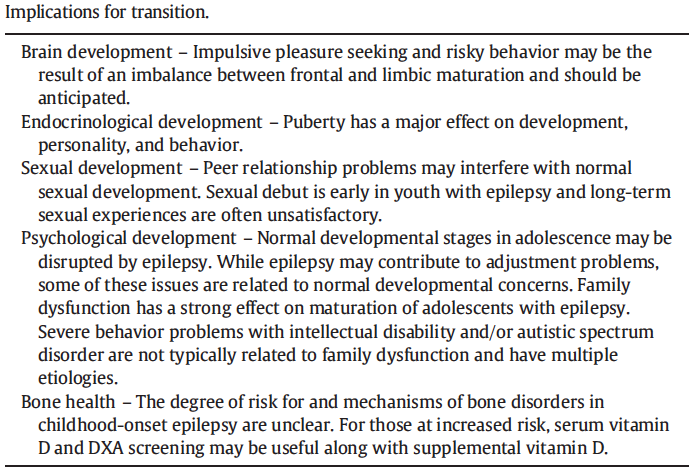 Implications for transition.
Brain development – Impulsive pleasure seeking and risky behavior may be the
result of an imbalance between frontal and limbic maturation and should be
anticipated.
Endocrinological development – Puberty has a major effect on development,
personality, and behavior.
Sexual development – Peer relationship problems may interfere with normal
sexual development. Sexual debut is early in youth with epilepsy and long-term
sexual experiences are often unsatisfactory.
Psychological development – Normal developmental stages in adolescence may be
disrupted by epilepsy. While epilepsy may contribute to adjustment problems,
some of these issues are related to normal developmental concerns. Family
dysfunction has a strong effect on maturation of adolescents with epilepsy.
Severe behavior problems with intellectual disability and/or autistic spectrum
disorder are not typically related to family dysfunction and have multiple
etiologies.
Bone health – The degree of risk for and mechanisms of bone disorders in
childhood-onset epilepsy are unclear. For those at increased risk, serum vitamin
D and DXA screening may be useful along with supplemental vitamin D.